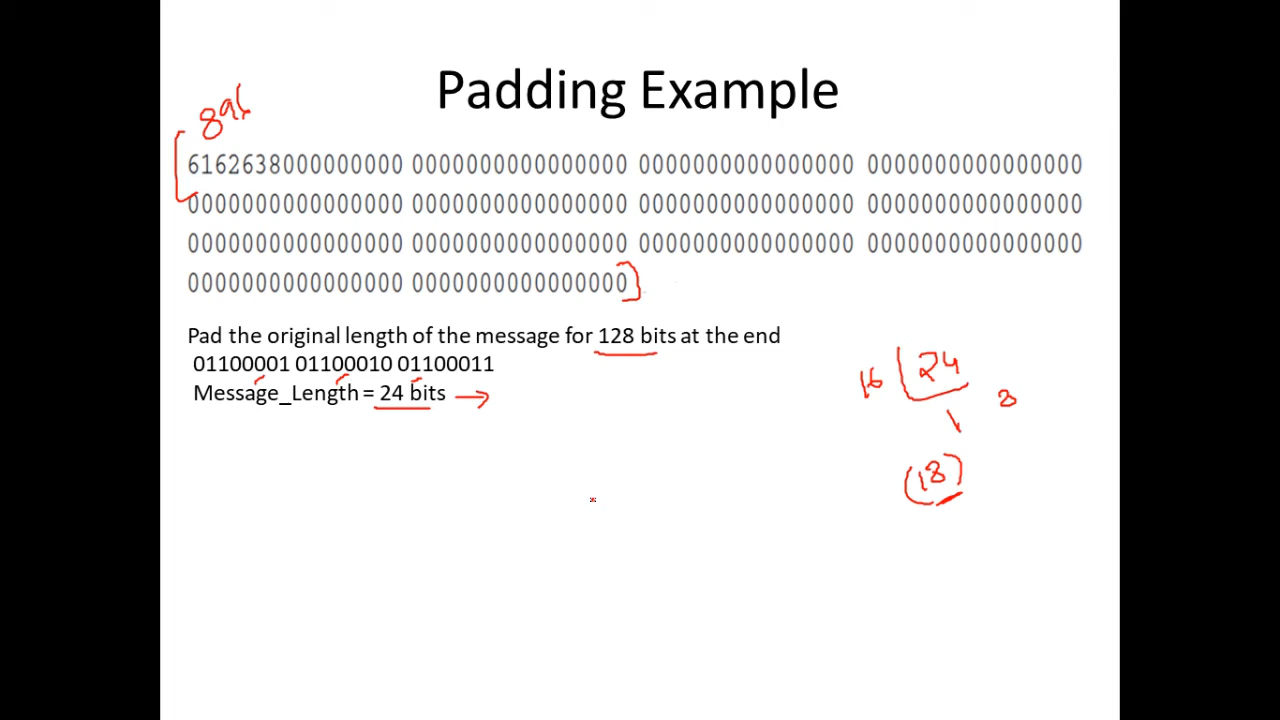 Padding Example
896
6162638000000000 0000000000000000 0000000000000000 0000000000000000
0000000000000000 0000000000000000 0000000000000000 0000000000000000
0000000000000000 0000000000000000 0000000000000000 0000000000000000
0000000000000000 0000000000000000
Pad the original length of the message for 128 bits at the end
01100001 01100010 01100011
Message_Length = 24 bits
16 24
8
(18)